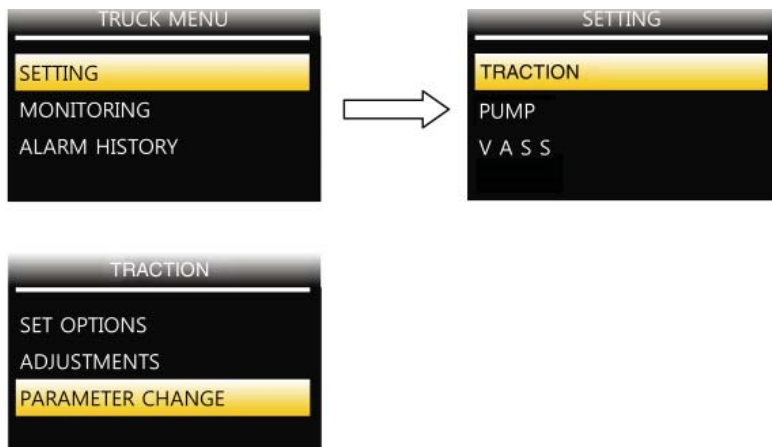 TRUCK MENU
SETTING
MONITORING
ALARM HISTORY
SETTING
TRACTION
PUMP
V A S S
TRACTION
SET OPTIONS
ADJUSTMENTS
PARAMETER CHANGE